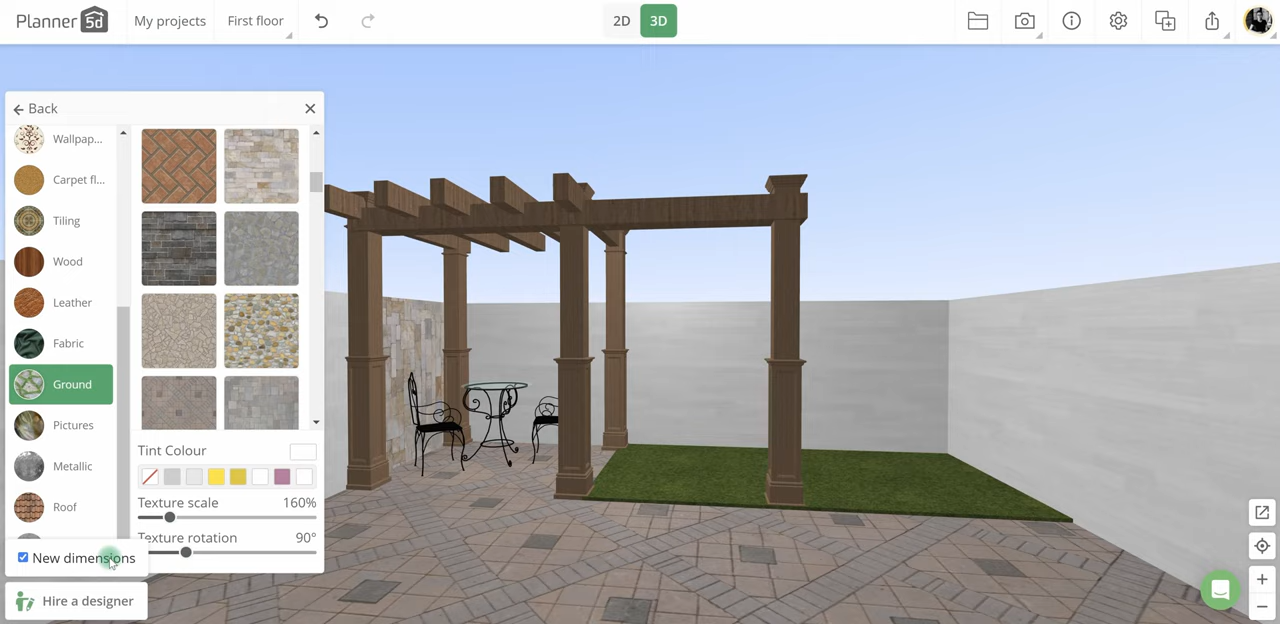 Planner 5d
My projects
First floor
2D
3D
Back
Wallpap...
Carpet fl...
Tiling
Wood
Leather
Fabric
Ground
Pictures
Metallic
Roof
Tint Colour
Texture scale 160%
Texture rotation 90°
New dimensions
Hire a designer